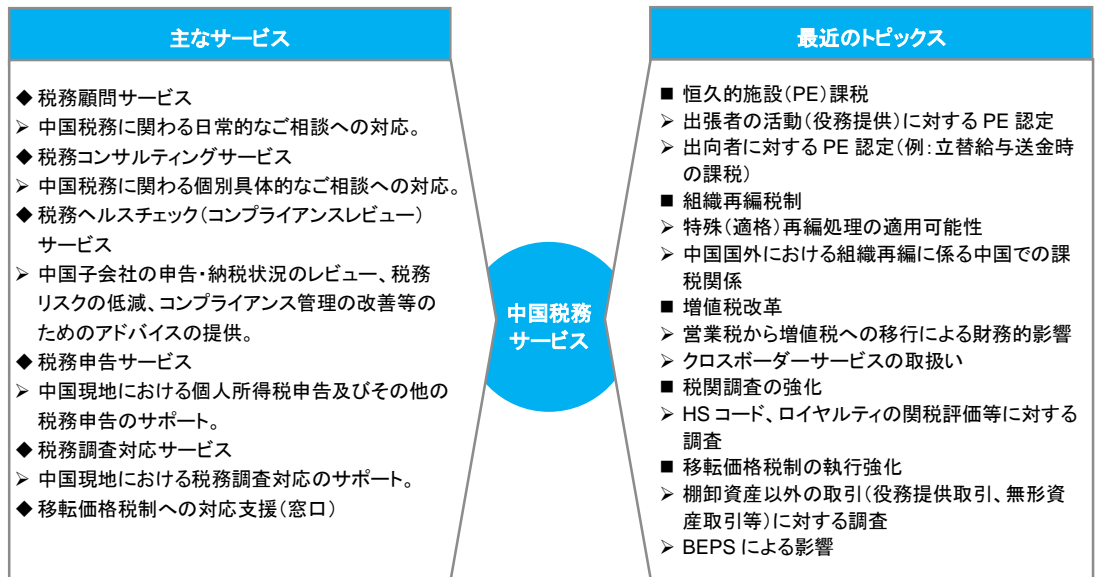 主なサービス
◆ 税務顧問サービス
➢ 中国税務に関わる日常的なご相談への対応。
◆ 税務コンサルティングサービス
➢ 中国税務に関わる個別具体的なご相談への対応。
◆ 税務ヘルスチェック(コンプライアンスレビュー)
サービス
➢ 中国子会社の申告・納税状況のレビュー、税務
リスクの低減、コンプライアンス管理の改善等の
ためのアドバイスの提供。
◆ 税務申告サービス
➢ 中国現地における個人所得税申告及びその他の
税務申告のサポート。
◆ 税務調査対応サービス
➢ 中国現地における税務調査対応のサポート。
◆ 移転価格税制への対応支援(窓口)
中国税務
サービス
最近のトピックス
■ 恒久的施設(PE)課税
➢ 出張者の活動(役務提供)に対する PE 認定
➢ 出向者に対する PE 認定(例:立替給与送金時
の課税)
■ 組織再編税制
➢ 特殊(適格)再編処理の適用可能性
➢ 中国国外における組織再編に係る中国での課
税関係
■ 増値税改革
➢ 営業税から増値税への移行による財務的影響
➢ クロスボーダーサービスの取扱い
■ 税関調査の強化
➢ HS コード、ロイヤルティの関税評価等に対する
調査
■ 移転価格税制の執行強化
➢ 棚卸資産以外の取引(役務提供取引、無形資
産取引等)に対する調査
➢ BEPS による影響